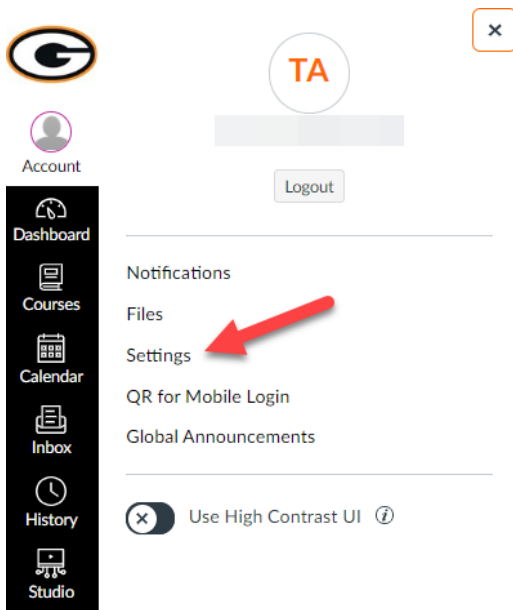 G
×
TA
Account
Logout
Dashboard
Courses
Calendar
Inbox
History
Studio
Notifications
Files
Settings
QR for Mobile Login
Global Announcements
Use High Contrast UI i